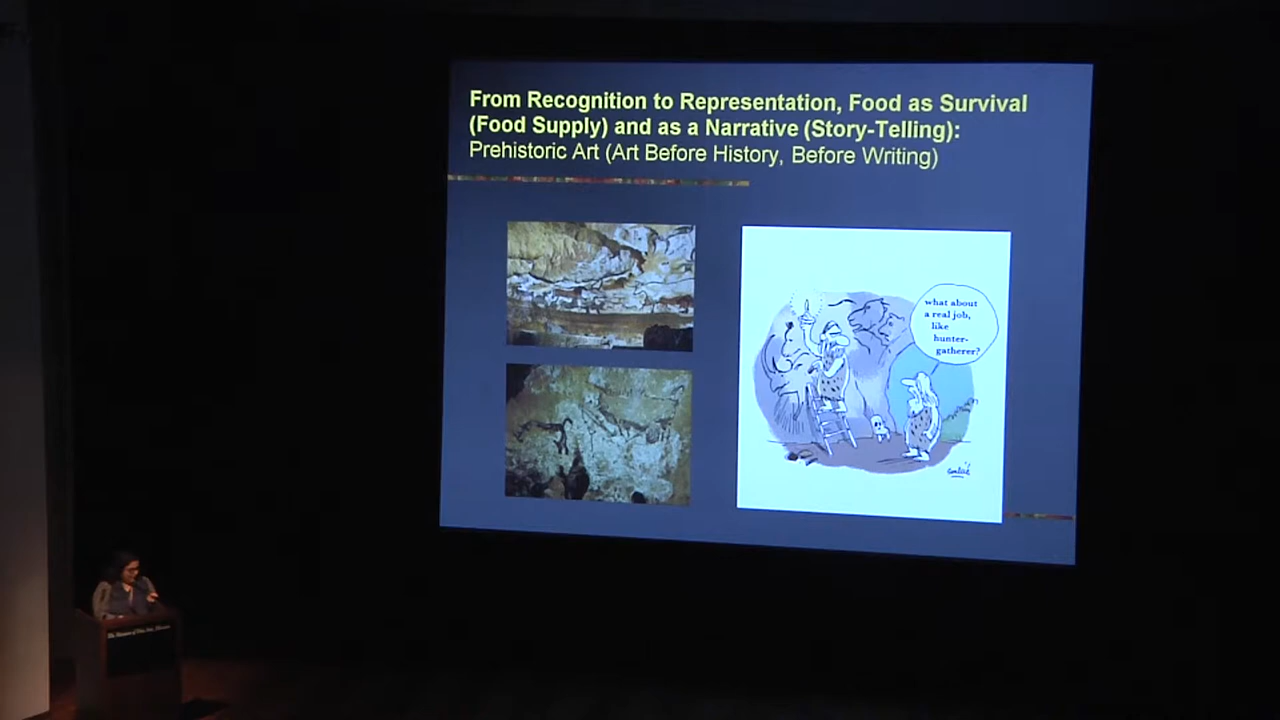 From Recognition to Representation, Food as Survival
(Food Supply) and as a Narrative (Story-Telling):
Prehistoric Art (Art Before History, Before Writing)
what about
a real job,
like
hunter-
gatherer?